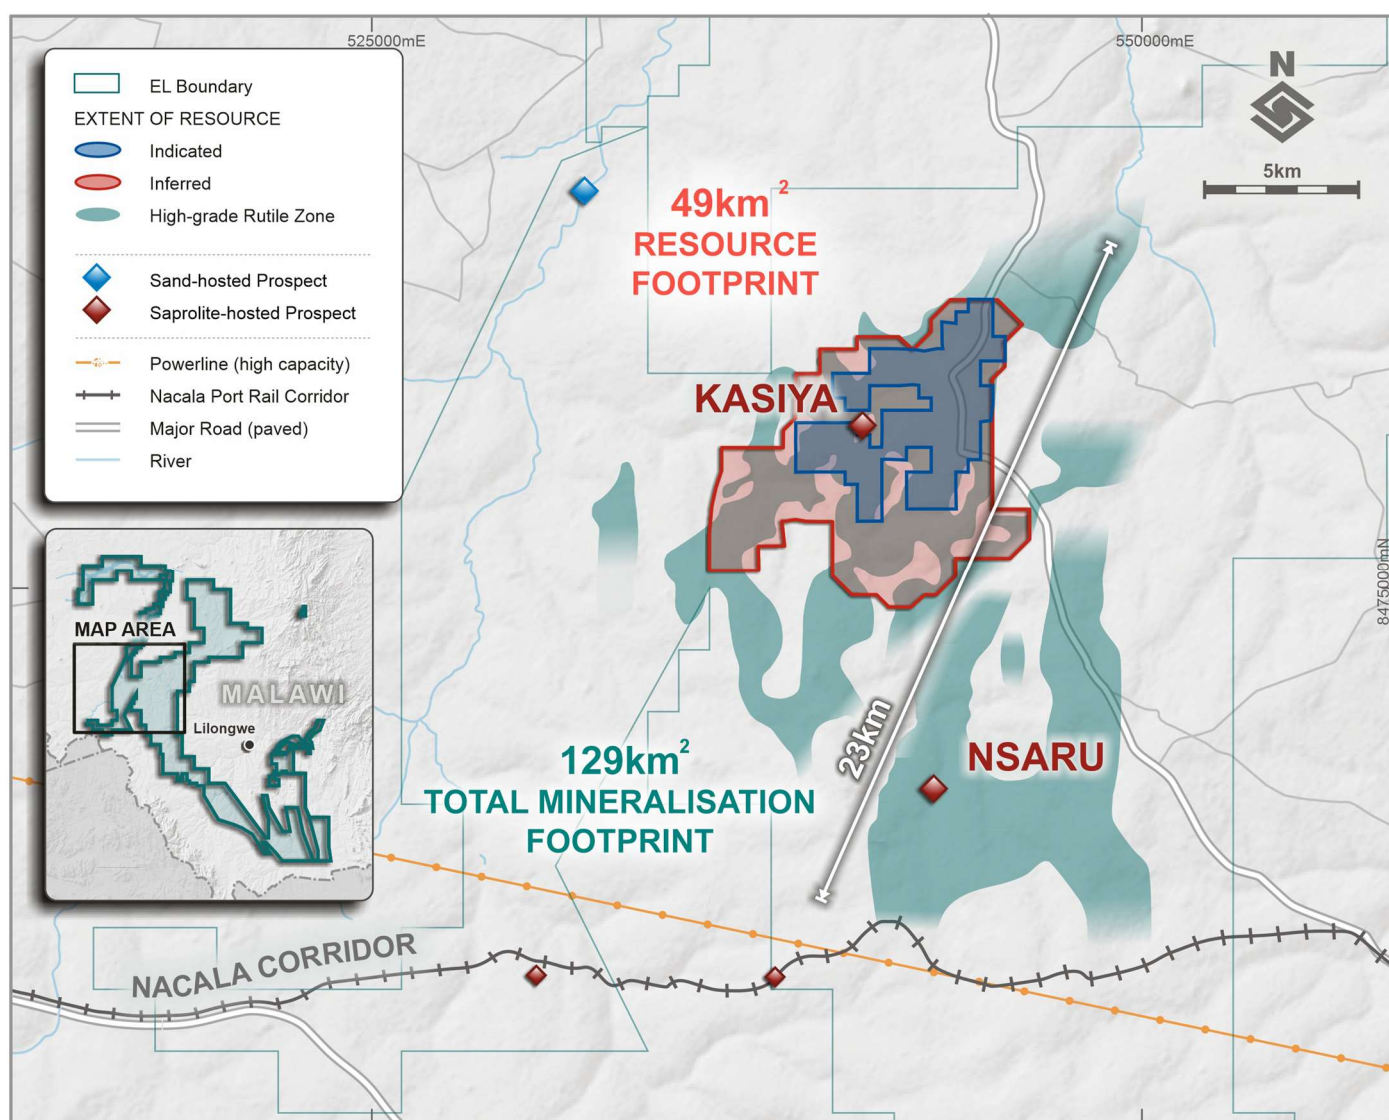 525000mE
550000mE
EL Boundary
EXTENT OF RESOURCE
Indicated
Inferred
High-grade Rutile Zone
Sand-hosted Prospect
Saprolite-hosted Prospect
Powerline (high capacity)
Nacala Port Rail Corridor
Major Road (paved)
River
N
5km
49km²
RESOURCE
FOOTPRINT
KASIYA
8475000mN
MAP AREA
MALAWI
Lilongwe
23km
NSARU
129km²
TOTAL MINERALISATION
FOOTPRINT
NACALA CORRIDOR